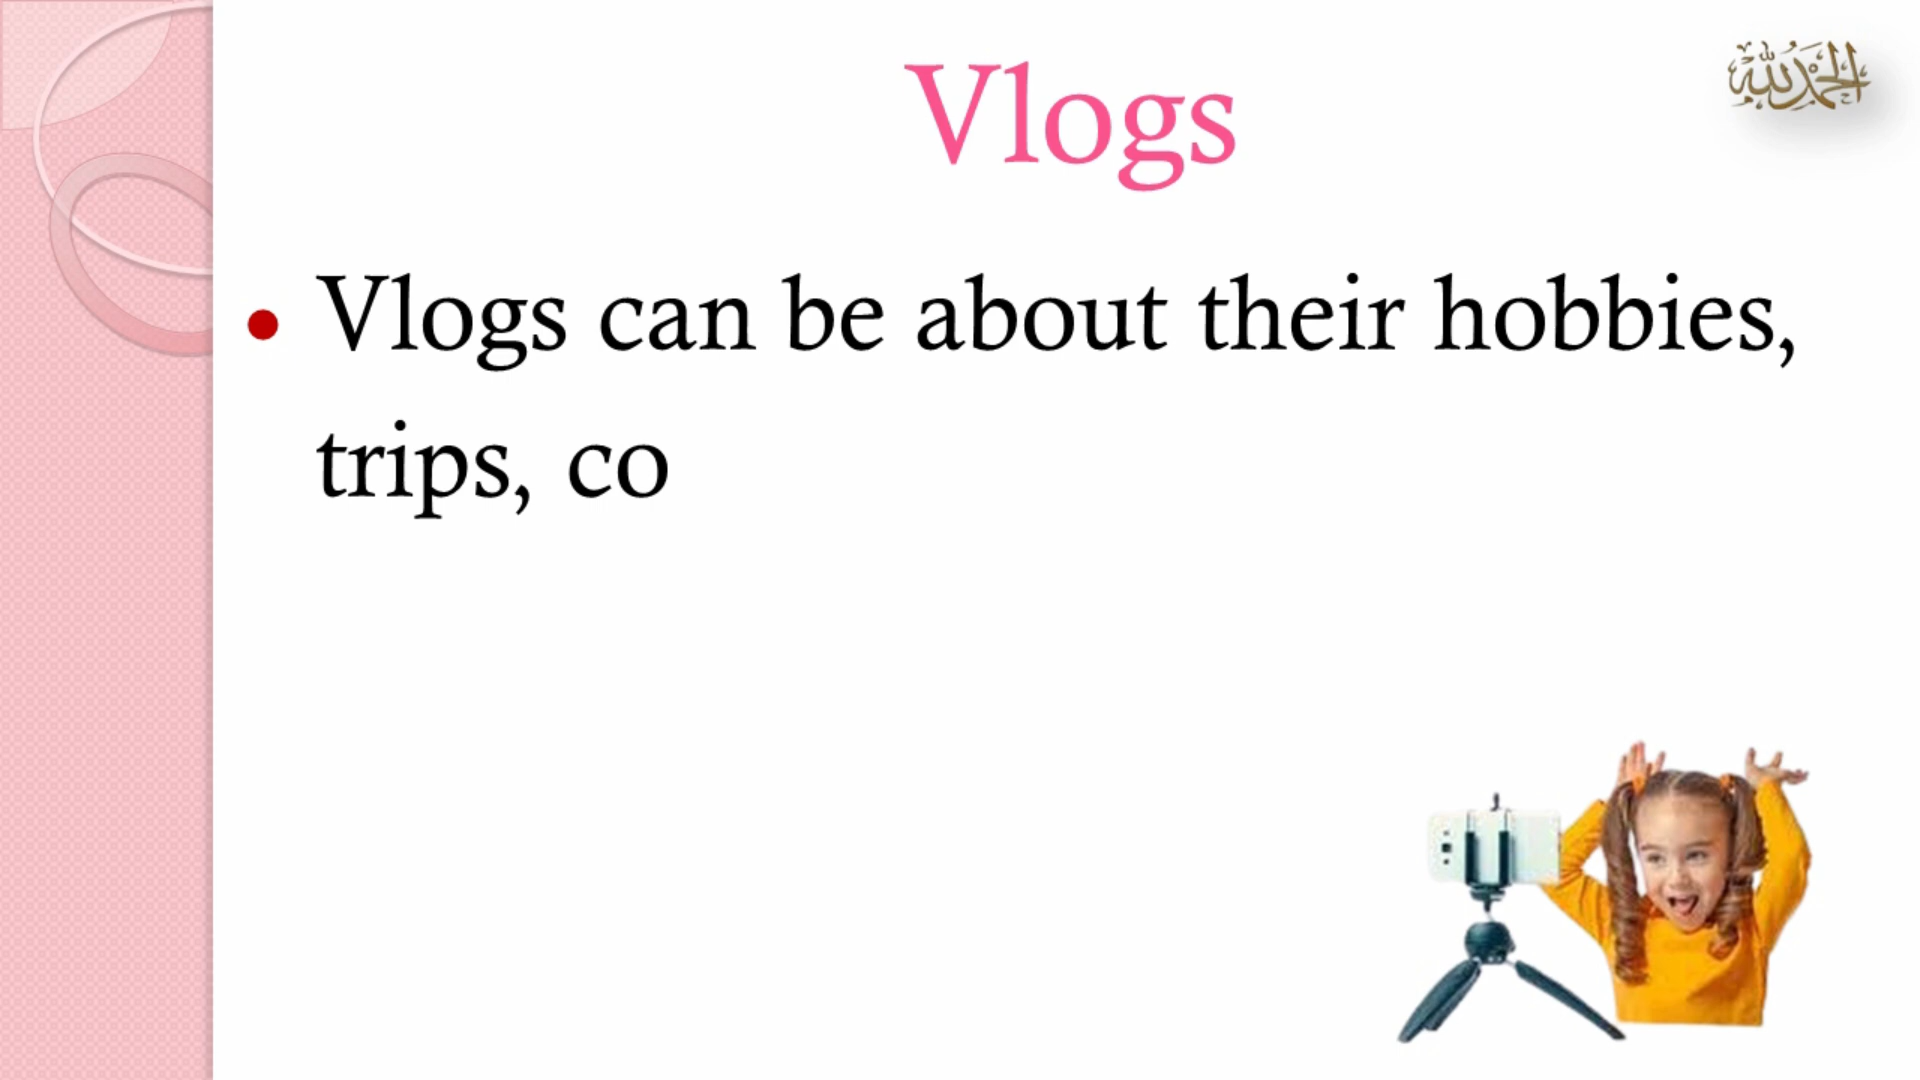 Vlogs
الحمد لله
• Vlogs can be about their hobbies,
trips, co